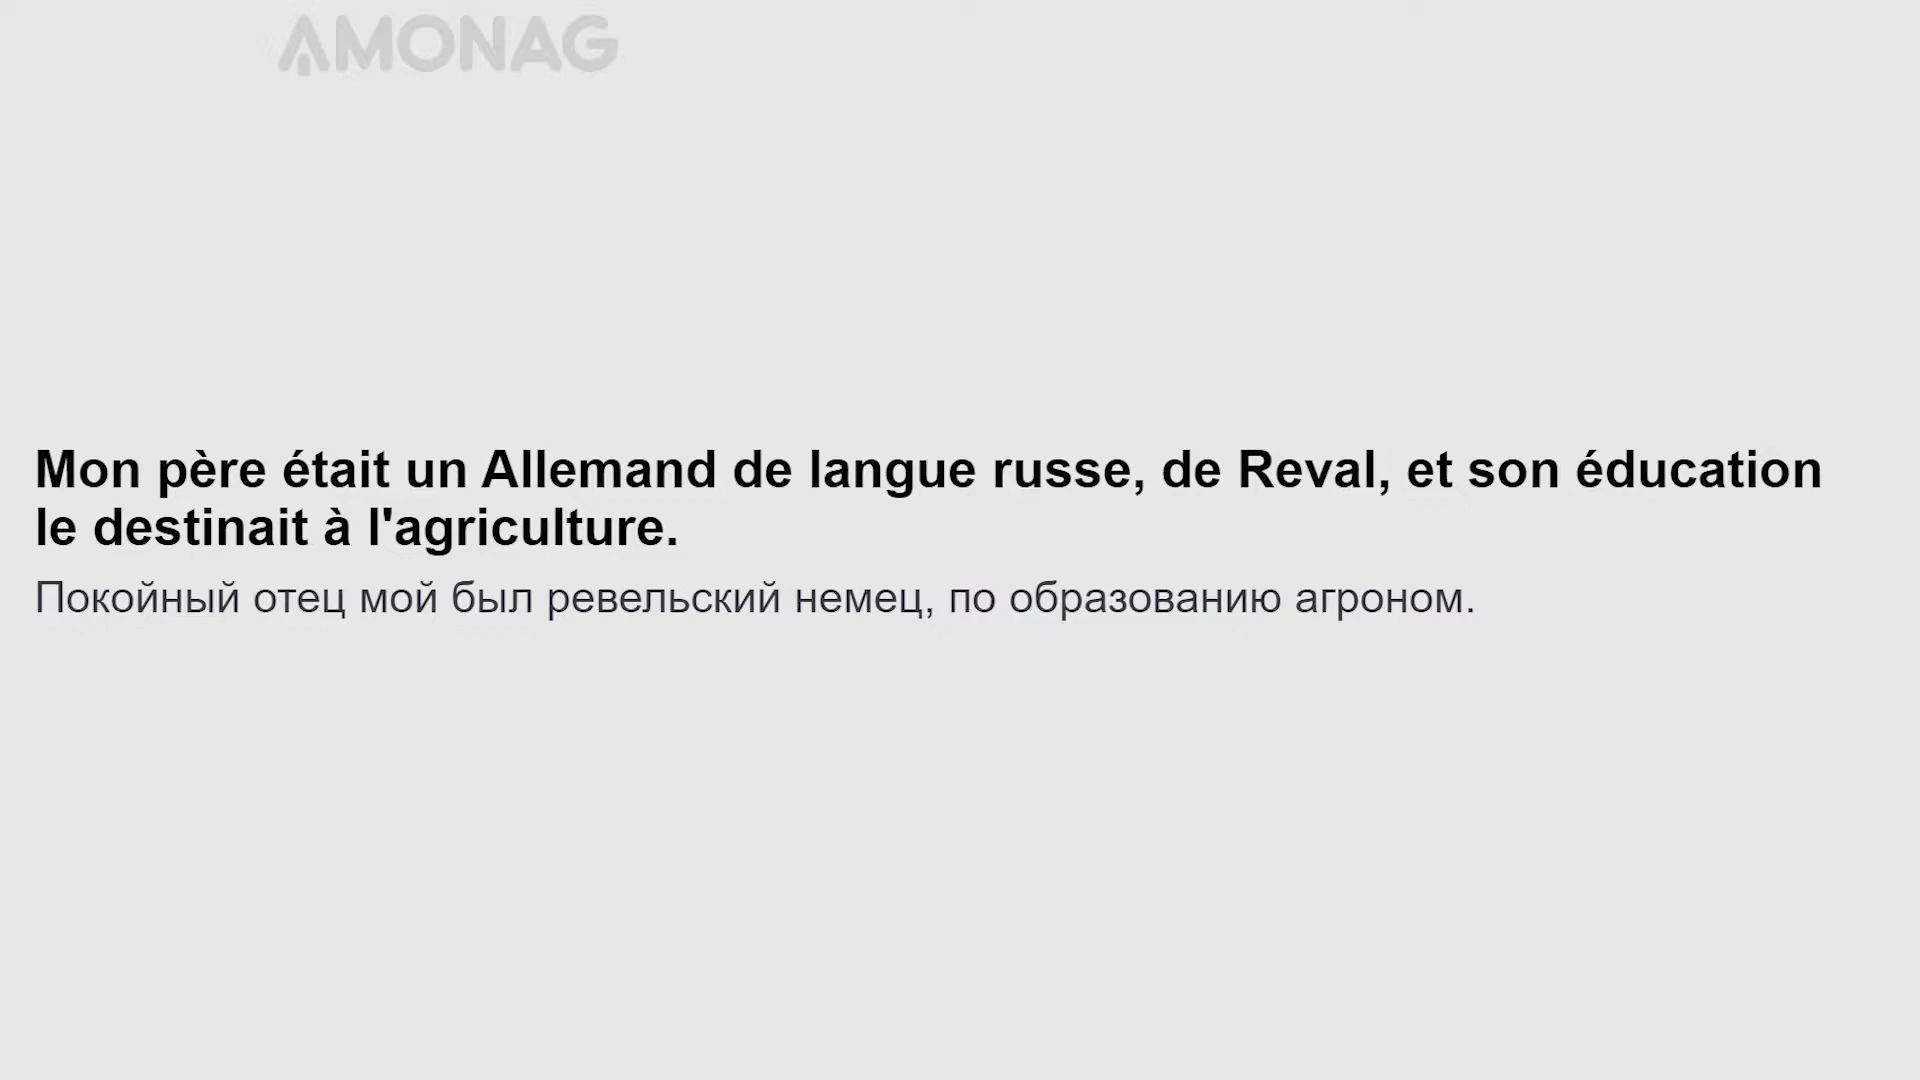 AMONAG
Mon père était un Allemand de langue russe, de Reval, et son éducation
le destinait à l'agriculture.
Покойный отец мой был ревельский немец, по образованию агроном.